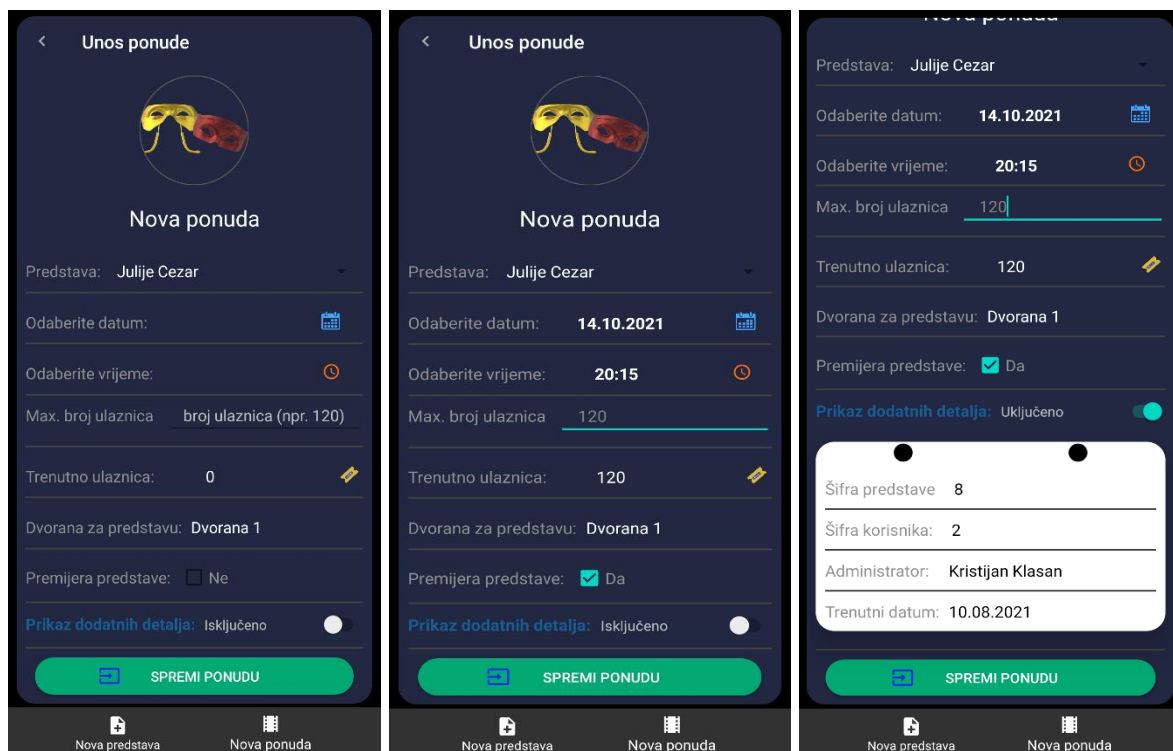 Unos ponude
Nova ponuda
Predstava: Julije Cezar
Odaberite datum:
Odaberite vrijeme:
Max. broj ulaznica broj ulaznica (npr. 120)
Trenutno ulaznica: 0
Dvorana za predstavu: Dvorana 1
Premijera predstave: Ne
Prikaz dodatnih detalja: Isključeno
SPREMI PONUDU
Nova predstava Nova ponuda
Unos ponude
Nova ponuda
Predstava: Julije Cezar
Odaberite datum: 14.10.2021
Odaberite vrijeme: 20:15
Max. broj ulaznica 120
Trenutno ulaznica: 120
Dvorana za predstavu: Dvorana 1
Premijera predstave: Da
Prikaz dodatnih detalja: Isključeno
SPREMI PONUDU
Nova predstava Nova ponuda
Nova ponuda
Predstava: Julije Cezar
Odaberite datum: 14.10.2021
Odaberite vrijeme: 20:15
Max. broj ulaznica 120
Trenutno ulaznica: 120
Dvorana za predstavu: Dvorana 1
Premijera predstave: Da
Prikaz dodatnih detalja: Uključeno
Šifra predstave 8
Šifra korisnika: 2
Administrator: Kristijan Klasan
Trenutni datum: 10.08.2021
SPREMI PONUDU
Nova predstava Nova ponuda